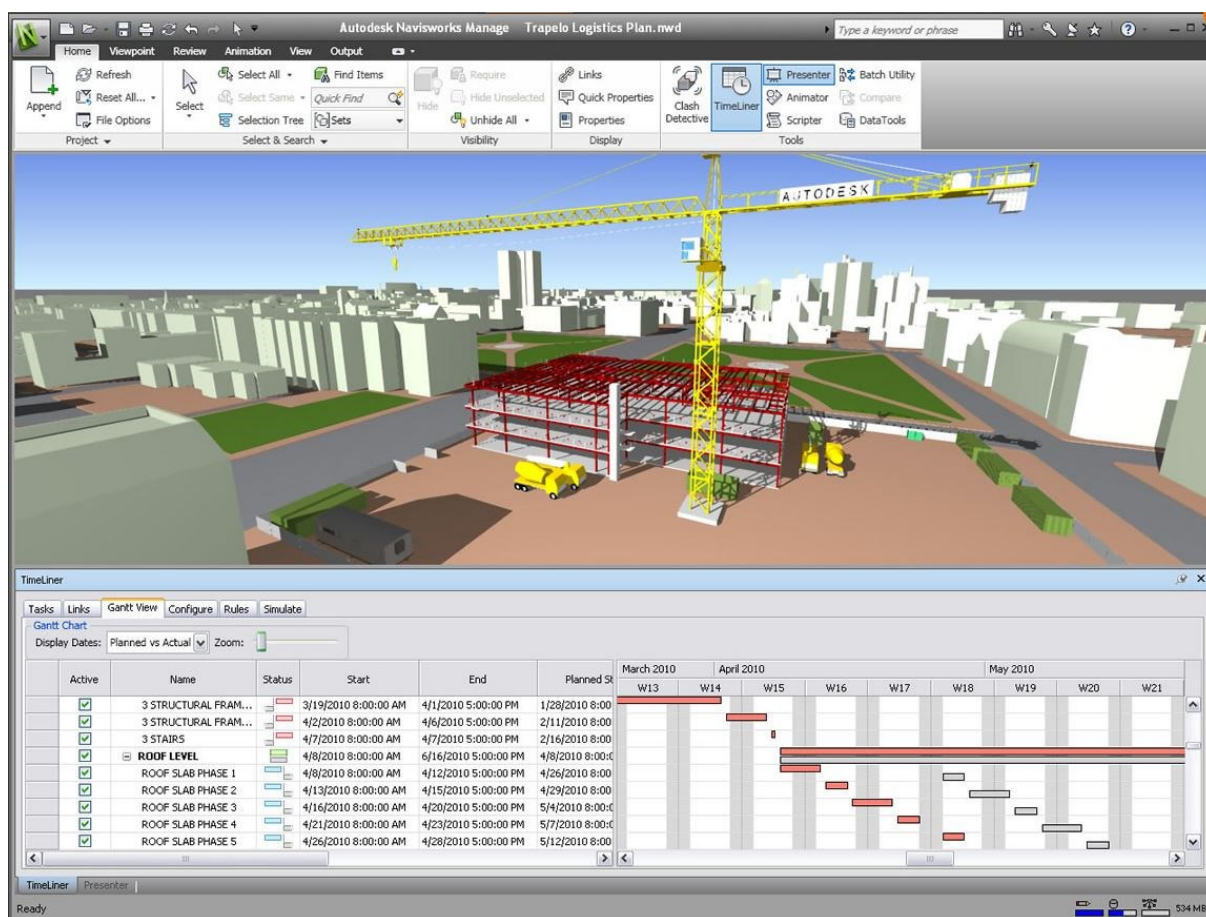 Autodesk Navisworks Manage Trapelo Logistics Plan.nwd
Type a keyword or phrase
Home Viewpoint Review Animation View Output
Append
Refresh
Reset All...
File Options
Project
Select
Select All
Select Same
Selection Tree
Find Items
Quick Find
Sets
Select & Search
Hide
Require
Hide Unselected
Unhide All
Visibility
Links
Quick Properties
Properties
Display
Clash Detective
TimeLiner
Presenter
Animator
Scripter
Batch Utility
Compare
DataTools
Tools
AUTODESK
TimeLiner
Tasks Links Gantt View Configure Rules Simulate
Gantt Chart
Display Dates: Planned vs Actual Zoom:
Active Name Status Start End Planned St
March 2010 April 2010 May 2010
W13 W14 W15 W16 W17 W18 W19 W20 W21
3 STRUCTURAL FRAM... 3/19/2010 8:00:00 AM 4/1/2010 5:00:00 PM 1/28/2010 8:00
3 STRUCTURAL FRAM... 4/2/2010 8:00:00 AM 4/6/2010 5:00:00 PM 2/11/2010 8:00
3 STAIRS 4/7/2010 8:00:00 AM 4/7/2010 5:00:00 PM 2/16/2010 8:00
ROOF LEVEL 4/8/2010 8:00:00 AM 6/16/2010 5:00:00 PM 4/8/2010 8:00:0
ROOF SLAB PHASE 1 4/8/2010 8:00:00 AM 4/12/2010 5:00:00 PM 4/26/2010 8:00
ROOF SLAB PHASE 2 4/13/2010 8:00:00 AM 4/15/2010 5:00:00 PM 4/29/2010 8:00
ROOF SLAB PHASE 3 4/16/2010 8:00:00 AM 4/20/2010 5:00:00 PM 5/4/2010 8:00:0
ROOF SLAB PHASE 4 4/21/2010 8:00:00 AM 4/23/2010 5:00:00 PM 5/7/2010 8:00:0
ROOF SLAB PHASE 5 4/26/2010 8:00:00 AM 4/28/2010 5:00:00 PM 5/12/2010 8:00
TimeLiner Presenter
Ready
534 MB